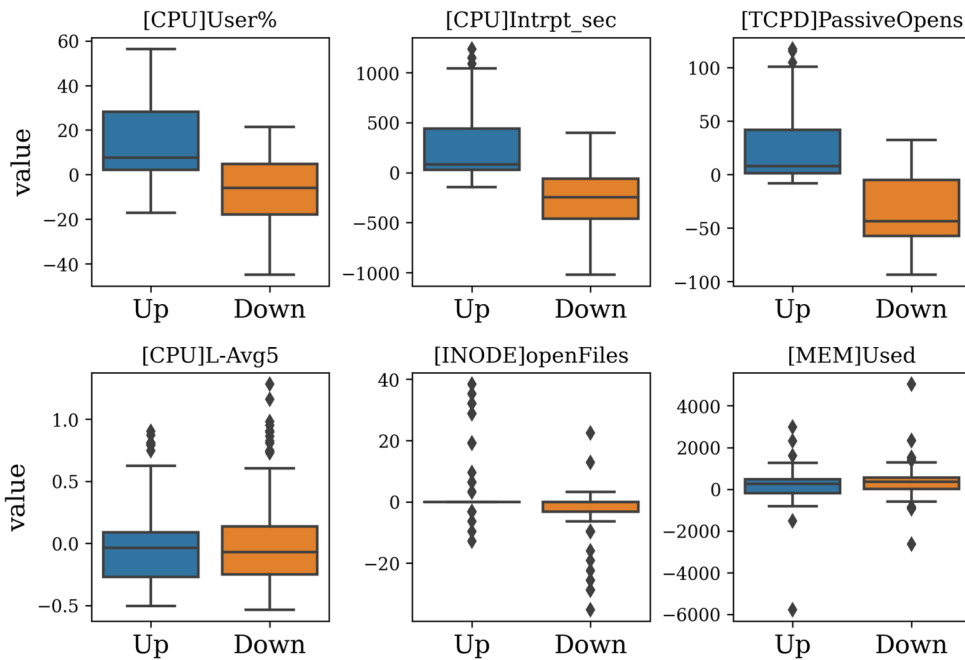 [CPU]User%
[CPU]Intrpt_sec
[TCPD]PassiveOpens
value
60
40
20
0
−20
−40
Up
Down
1000
500
0
−500
−1000
Up
Down
100
50
0
−50
−100
Up
Down
[CPU]L-Avg5
[INODE]openFiles
[MEM]Used
value
1.0
0.5
0.0
−0.5
Up
Down
40
20
0
−20
Up
Down
4000
2000
0
−2000
−4000
−6000
Up
Down